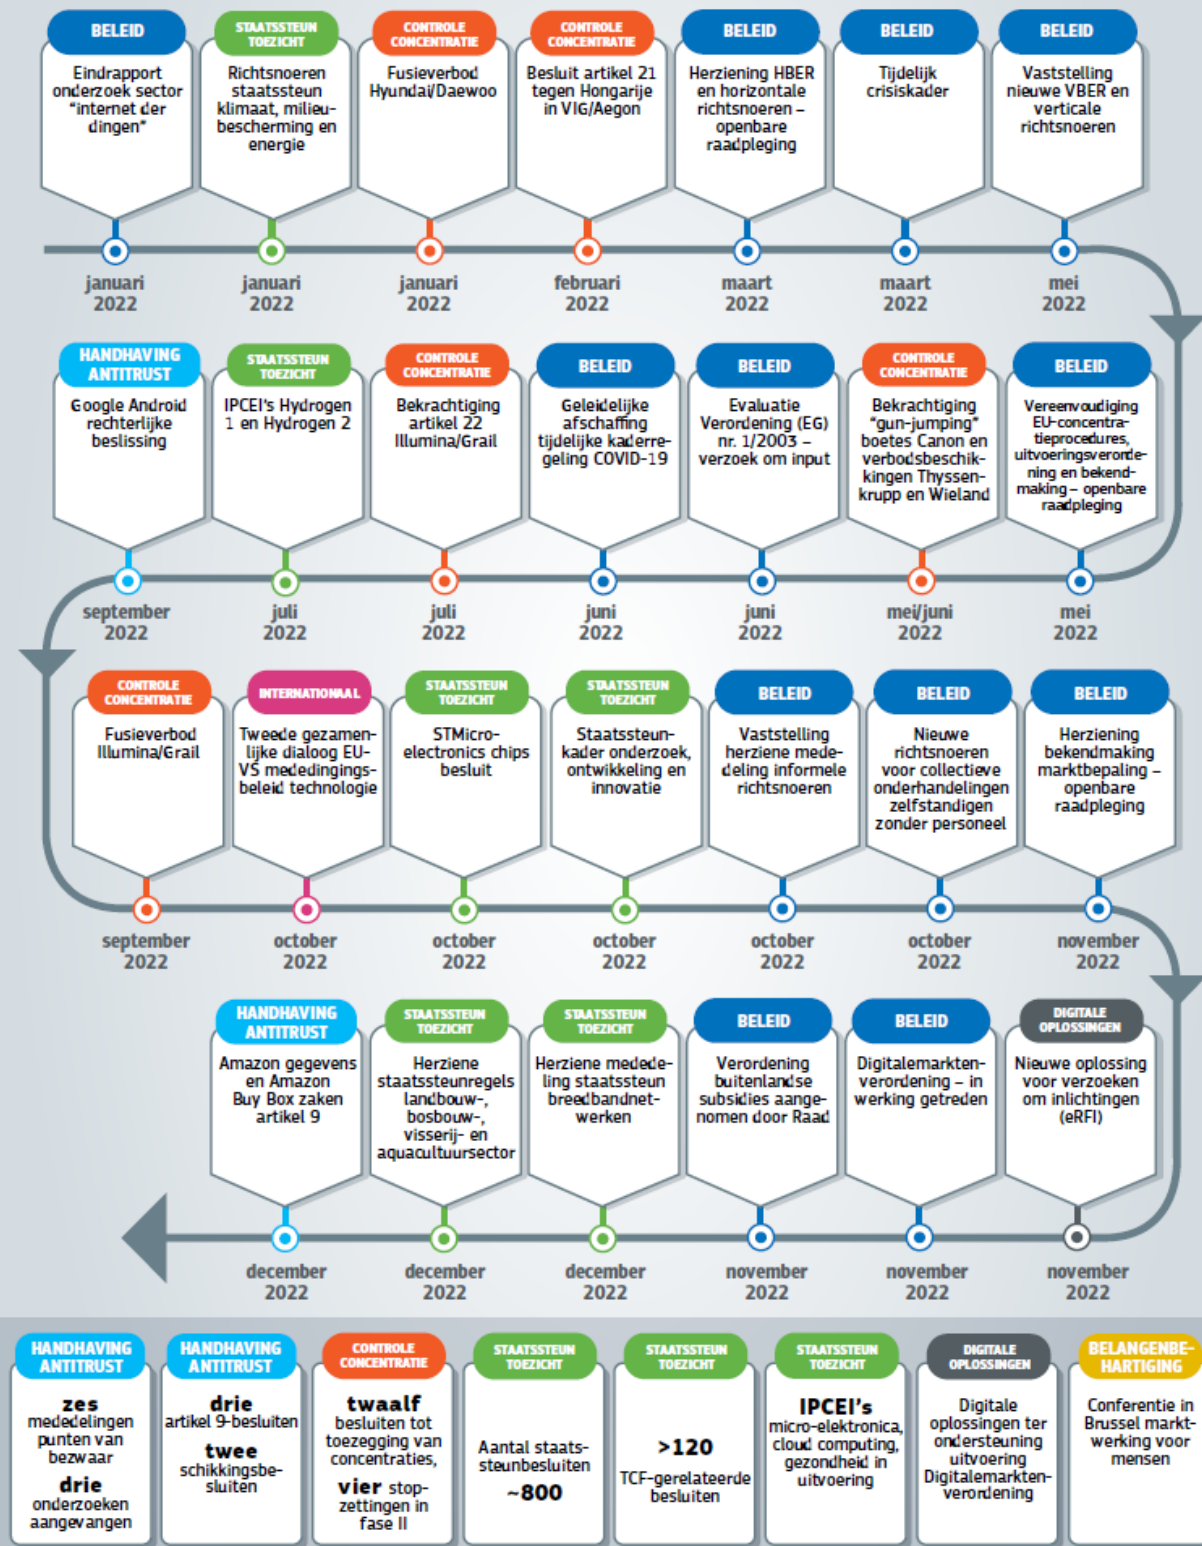 BELEID
Eindrapport
onderzoek sector
"internet der
dingen"
januari
2022
STAATSSTEUN
TOEZICHT
Richtsnoeren
staatssteun
klimaat, milieu-
bescherming en
energie
januari
2022
CONTROLE
CONCENTRATIE
Fusieverbod
Hyundai/Daewoo
januari
2022
CONTROLE
CONCENTRATIE
Besluit artikel 21
tegen Hongarije
in VIG/Aegon
februari
2022
BELEID
Herziening HBER
en horizontale
richtsnoeren –
openbare
raadpleging
maart
2022
BELEID
Tijdelijk
crisiskader
maart
2022
BELEID
Vaststelling
nieuwe VBER en
verticale
richtsnoeren
mei
2022
HANDHAVING
ANTITRUST
Google Android
rechterlijke
beslissing
september
2022
STAATSSTEUN
TOEZICHT
IPCEI's Hydrogen
1 en Hydrogen 2
juli
2022
CONTROLE
CONCENTRATIE
Bekrachtiging
artikel 22
Illumina/Grail
juli
2022
BELEID
Geleidelijke
afschaffing
tijdelijke kaderre-
geling COVID-19
juni
2022
BELEID
Evaluatie
Verordening (EG)
nr. 1/2003 –
verzoek om input
juni
2022
CONTROLE
CONCENTRATIE
Bekrachtiging
"gun-jumping"
boetes Canon en
verbodsbeschik-
kingen Thyssen-
krupp en Wieland
mei/juni
2022
BELEID
Vereenvoudiging
EU-concentra-
tieprocedures,
uitvoeringsverorde-
ning en bekend-
making – openbare
raadpleging
mei
2022
CONTROLE
CONCENTRATIE
Fusieverbod
Illumina/Grail
september
2022
INTERNATIONAAL
Tweede gezamen-
lijke dialoog EU-
VS mededingings-
beleid technologie
october
2022
STAATSSTEUN
TOEZICHT
STMicro-
electronics chips
besluit
october
2022
STAATSSTEUN
TOEZICHT
Staatssteun-
kader onderzoek,
ontwikkeling en
innovatie
october
2022
BELEID
Vaststelling
herziene mede-
deling informele
richtsnoeren
october
2022
BELEID
Nieuwe
richtsnoeren
voor collectieve
onderhandelingen
zelfstandigen
zonder personeel
october
2022
BELEID
Herziening
bekendmaking
marktbepaling –
openbare
raadpleging
november
2022
HANDHAVING
ANTITRUST
Amazon gegevens
en Amazon
Buy Box zaken
artikel 9
december
2022
STAATSSTEUN
TOEZICHT
Herziene
staatssteunregels
landbouw-,
bosbouw-,
visserij- en
aquacultuursector
december
2022
STAATSSTEUN
TOEZICHT
Herziene mede­de-
ling staatssteun
breedbandnet-
werken
december
2022
BELEID
Verordening
buitenlandse
subsidies aange-
nomen door Raad
november
2022
BELEID
Digitalemarkten-
verordening – in
werking getreden
november
2022
DIGITALE
OPLOSSINGEN
Nieuwe oplossing
voor verzoeken
om inlichtingen
(eRFI)
november
2022
HANDHAVING
ANTITRUST
zes
mededelingen
punten van
bezwaar
drie
onderzoeken
aangevangen
HANDHAVING
ANTITRUST
drie
artikel 9-besluiten
twee
schikkingsbe-
sluiten
CONTROLE
CONCENTRATIE
twaalf
besluiten tot
toezegging van
concentraties,
vier stop-
zettingen in
fase II
STAATSSTEUN
TOEZICHT
Aantal staats-
steunbesluiten
~800
STAATSSTEUN
TOEZICHT
>120
TCF-gerelateerde
besluiten
STAATSSTEUN
TOEZICHT
IPCEI's
micro-elektronica,
cloud computing,
gezondheid in
uitvoering
DIGITALE
OPLOSSINGEN
Digitale
oplossingen ter
ondersteuning
uitvoering
Digitalemarkten-
verordening
BELANGENBE-
HARTIGING
Conferentie in
Brussel markt-
werking voor
mensen